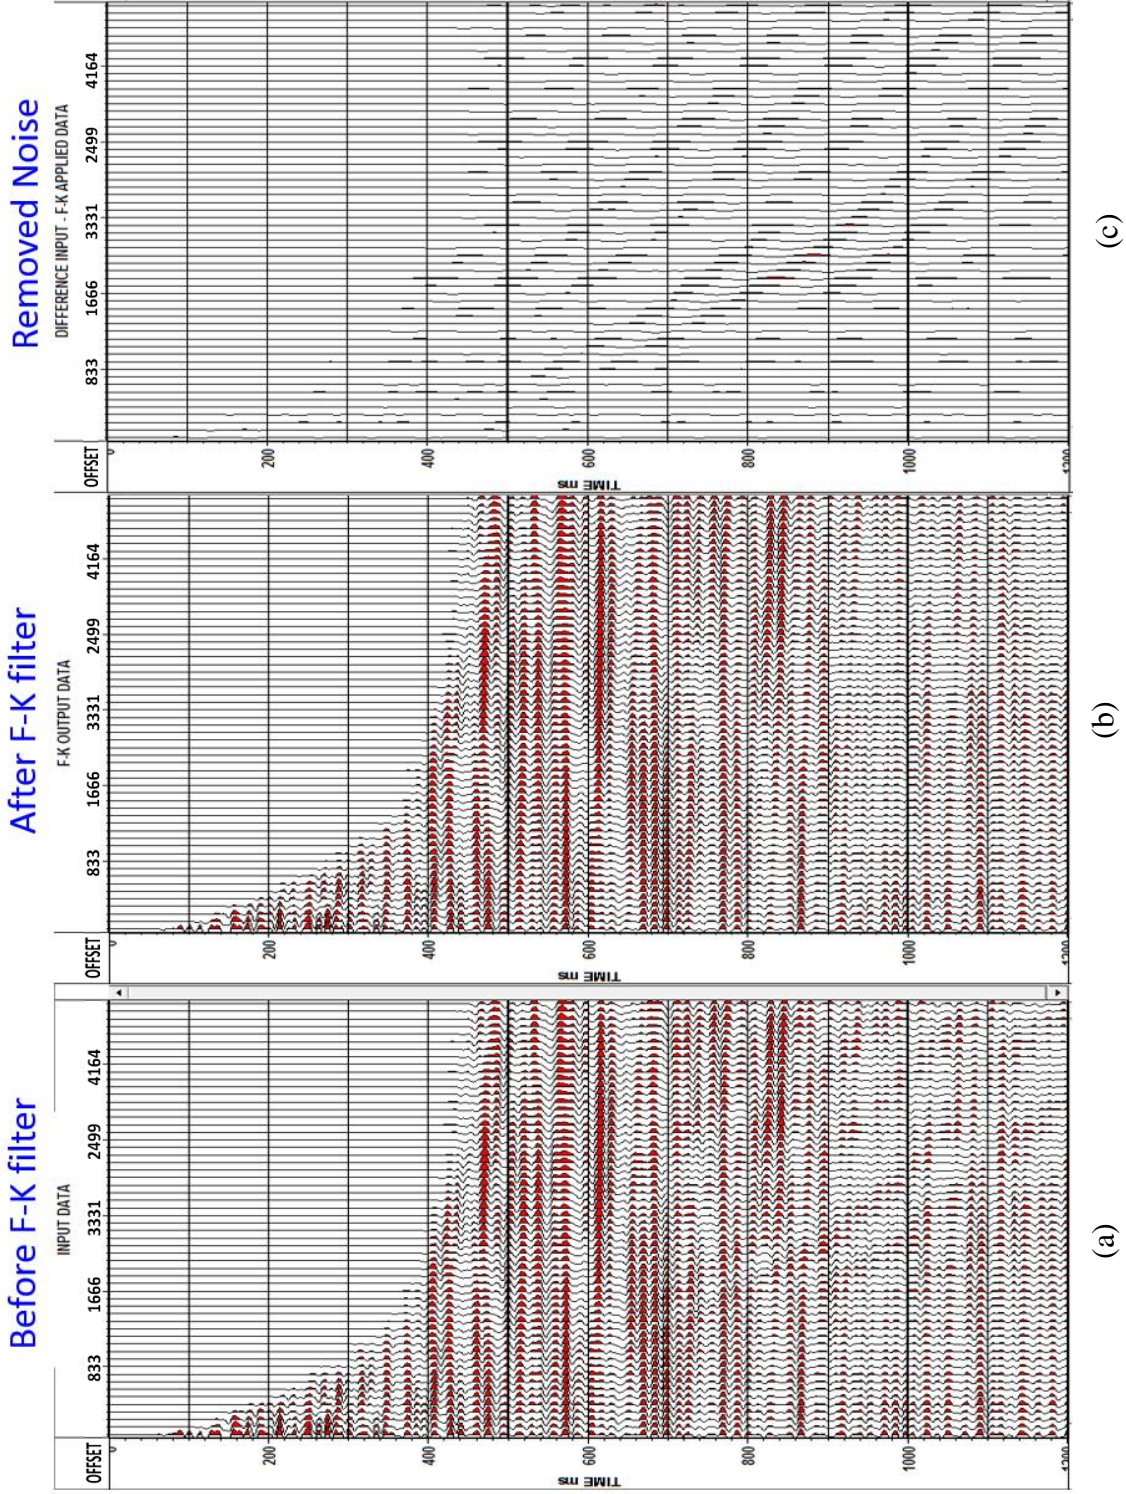 Before F-K filter
INPUT DATA
OFFSET 833 1666 3331 2499 4164
200
400
600
TIME ms
800
1000
(a)
After F-K filter
F-K OUTPUT DATA
OFFSET 833 1666 3331 2499 4164
200
400
600
TIME ms
800
1000
(b)
Removed Noise
DIFFERENCE INPUT - F-K APPLIED DATA
OFFSET 833 1666 3331 2499 4164
200
400
600
TIME ms
800
1000
(c)